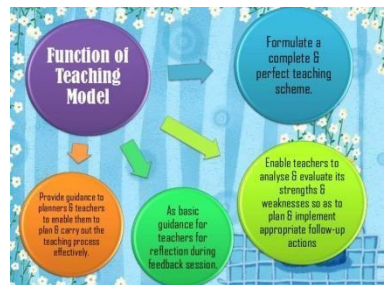 Function of
Teaching
Model
Formulate a
complete &
perfect teaching
scheme.
Enable teachers to
analyse & evaluate its
strengths &
weaknesses so as to
plan & implement
appropriate follow-up
actions
As basic
guidance for
teachers for
reflection during
feedback session.
Provide guidance to
planners & teachers
to enable them to
plan & carry out the
teaching process
effectively.